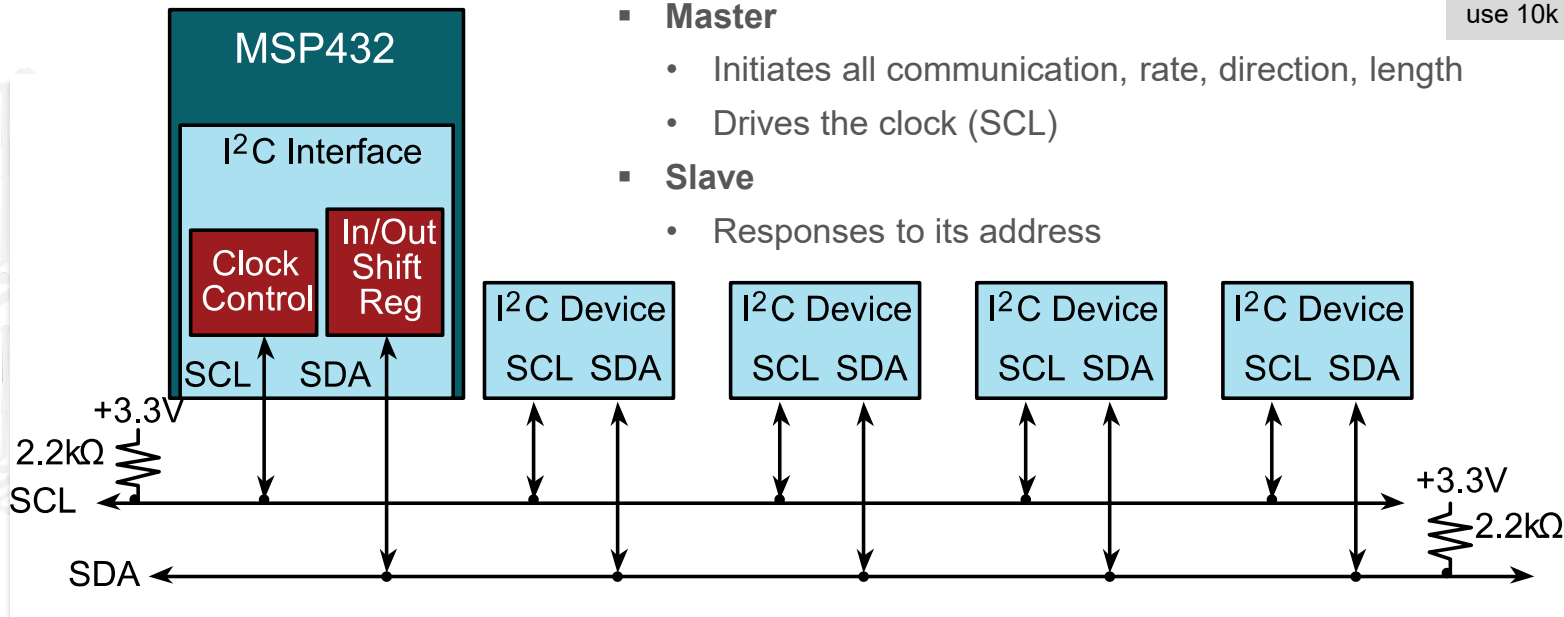 MSP432
I²C Interface
Clock
Control
In/Out
Shift
Reg
SCL SDA
▪ Master
• Initiates all communication, rate, direction, length
• Drives the clock (SCL)
▪ Slave
• Responses to its address
use 10k
I²C Device
SCL SDA
I²C Device
SCL SDA
I²C Device
SCL SDA
I²C Device
SCL SDA
+3.3V
2.2kΩ
SCL
+3.3V
2.2kΩ
SDA